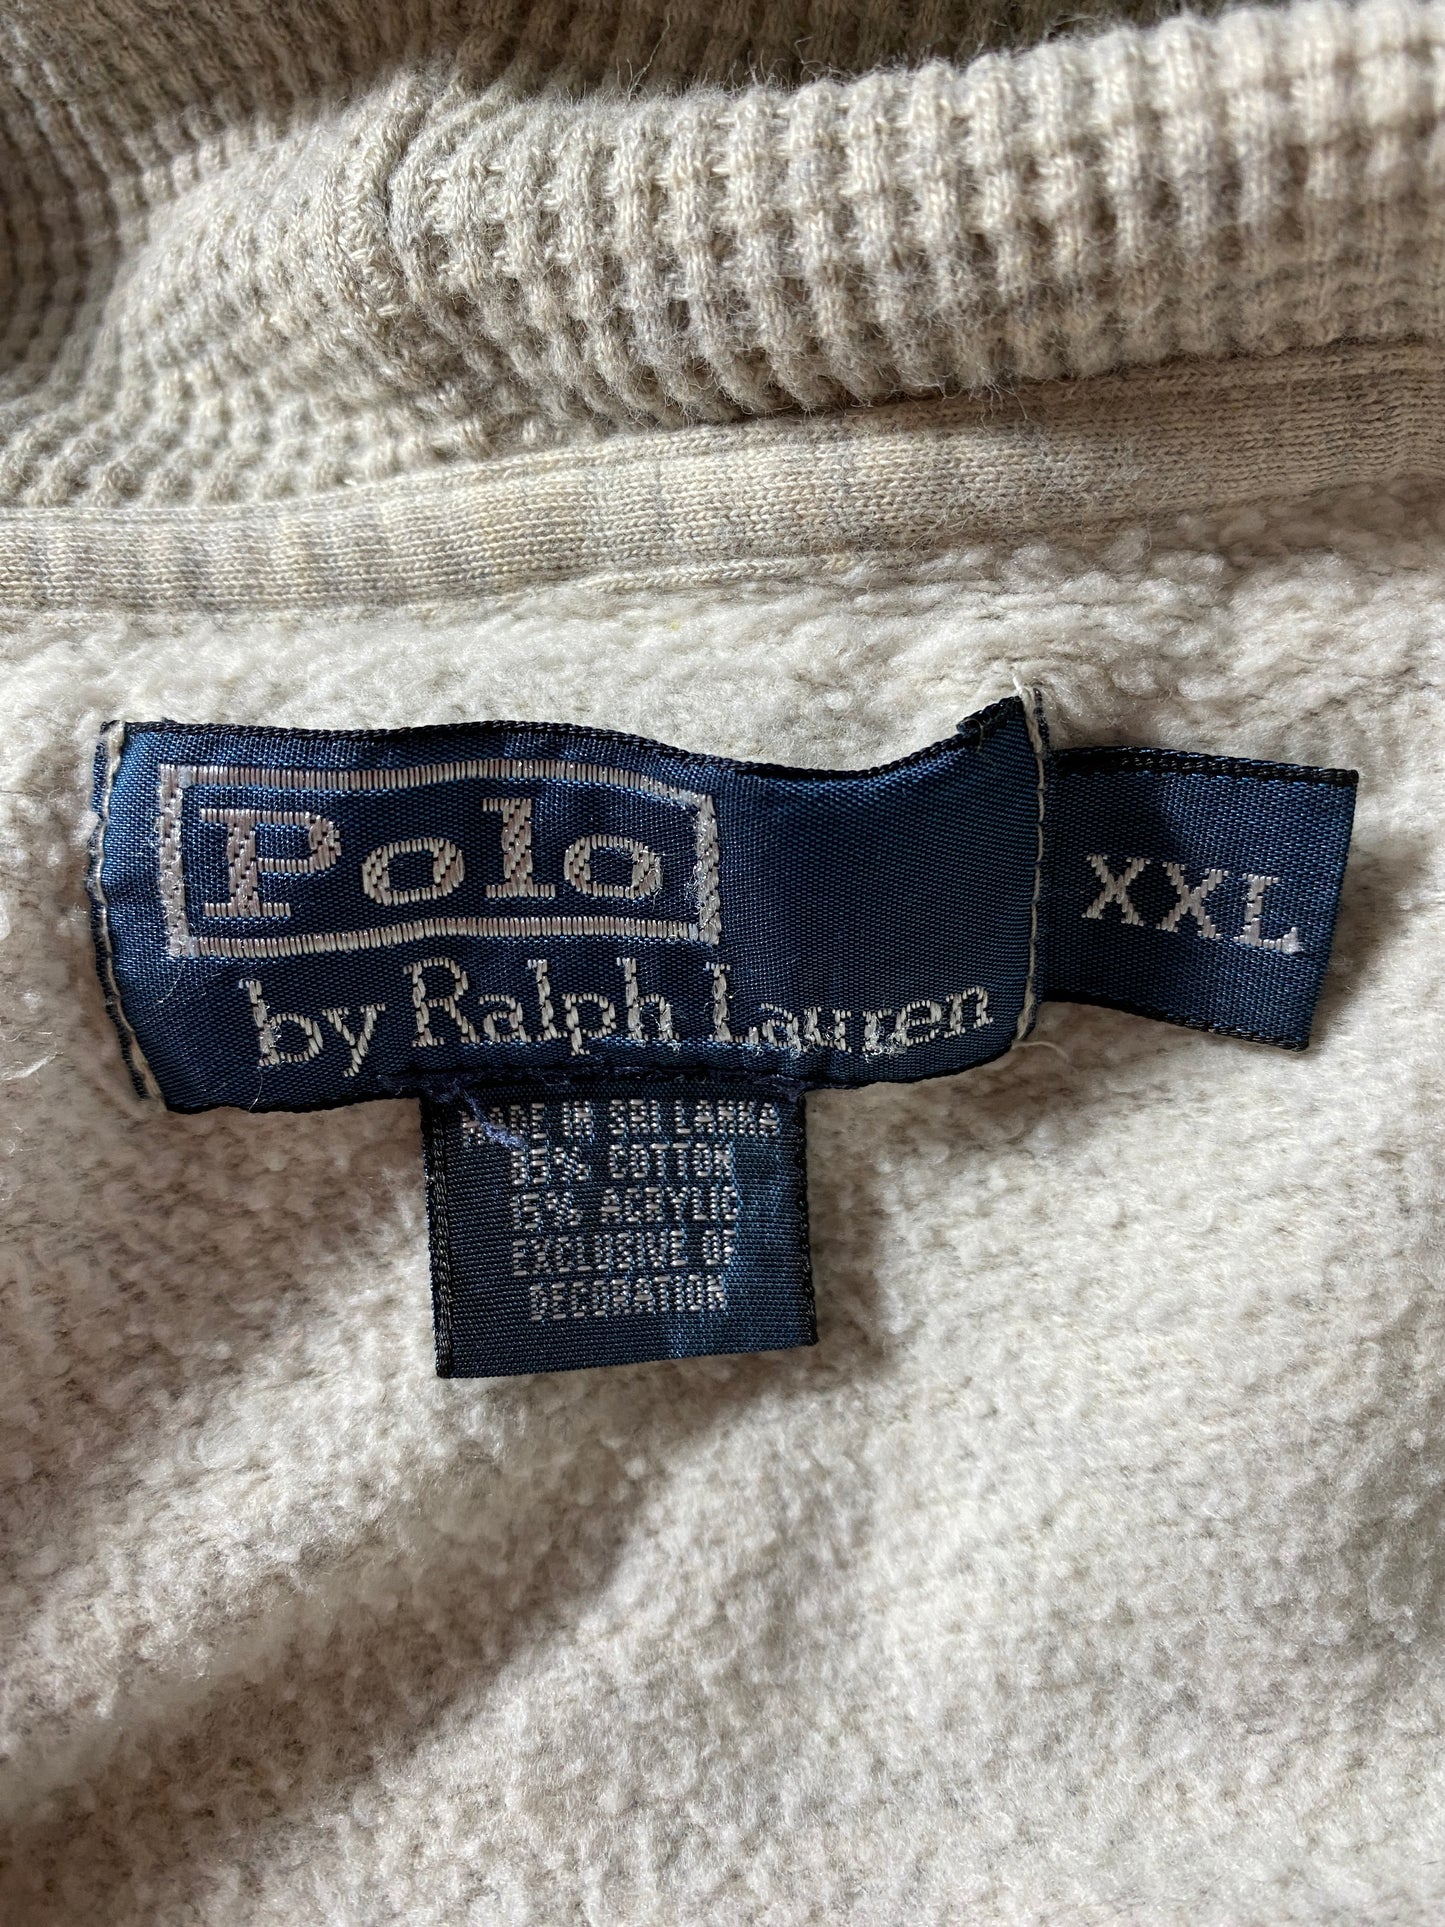 Polo
by Ralph Lauren
XXL
MADE IN SRI LANKA
85% COTTON
15% ACRYLIC
EXCLUSIVE OF
DECORATION